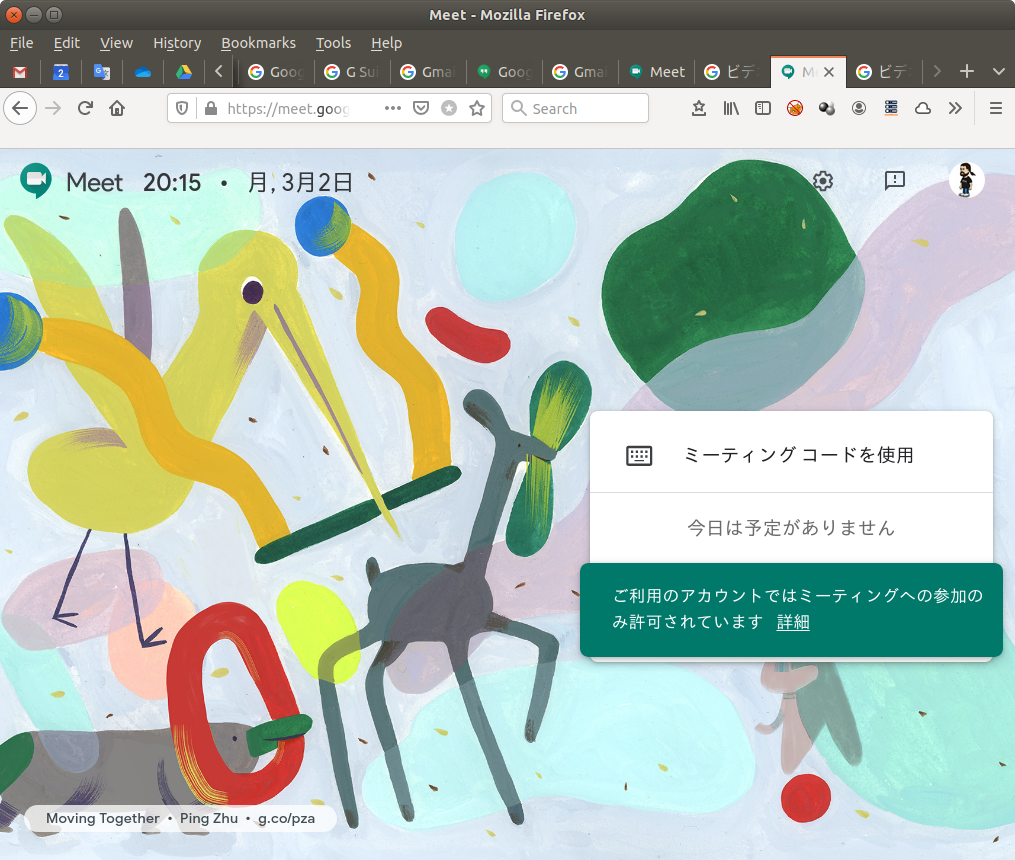 Meet - Mozilla Firefox
File Edit View History Bookmarks Tools Help
2 Goo G Su Gma Goo Gma Meet ビデ M ビデ
https://meet.goog Search
Meet 20:15 • 月, 3月2日
ミーティング コードを使用
今日は予定がありません
ご利用のアカウントではミーティングへの参加の
み許可されています 詳細
Moving Together • Ping Zhu • g.co/pza